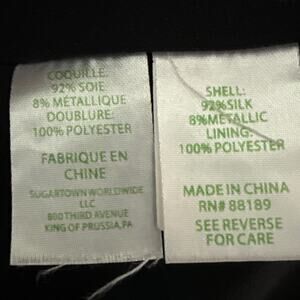 COQUILLE:
92% SOIE
8% MÉTALLIQUE
DOUBLURE:
100% POLYESTER
FABRIQUE EN
CHINE
SUGARTOWN WORLDWIDE
LLC
800 THIRD AVENUE
KING OF PRUSSIA,PA
SHELL:
92%SILK
8%METALLIC
LINING:
100% POLYESTER
MADE IN CHINA
RN# 88189
SEE REVERSE
FOR CARE